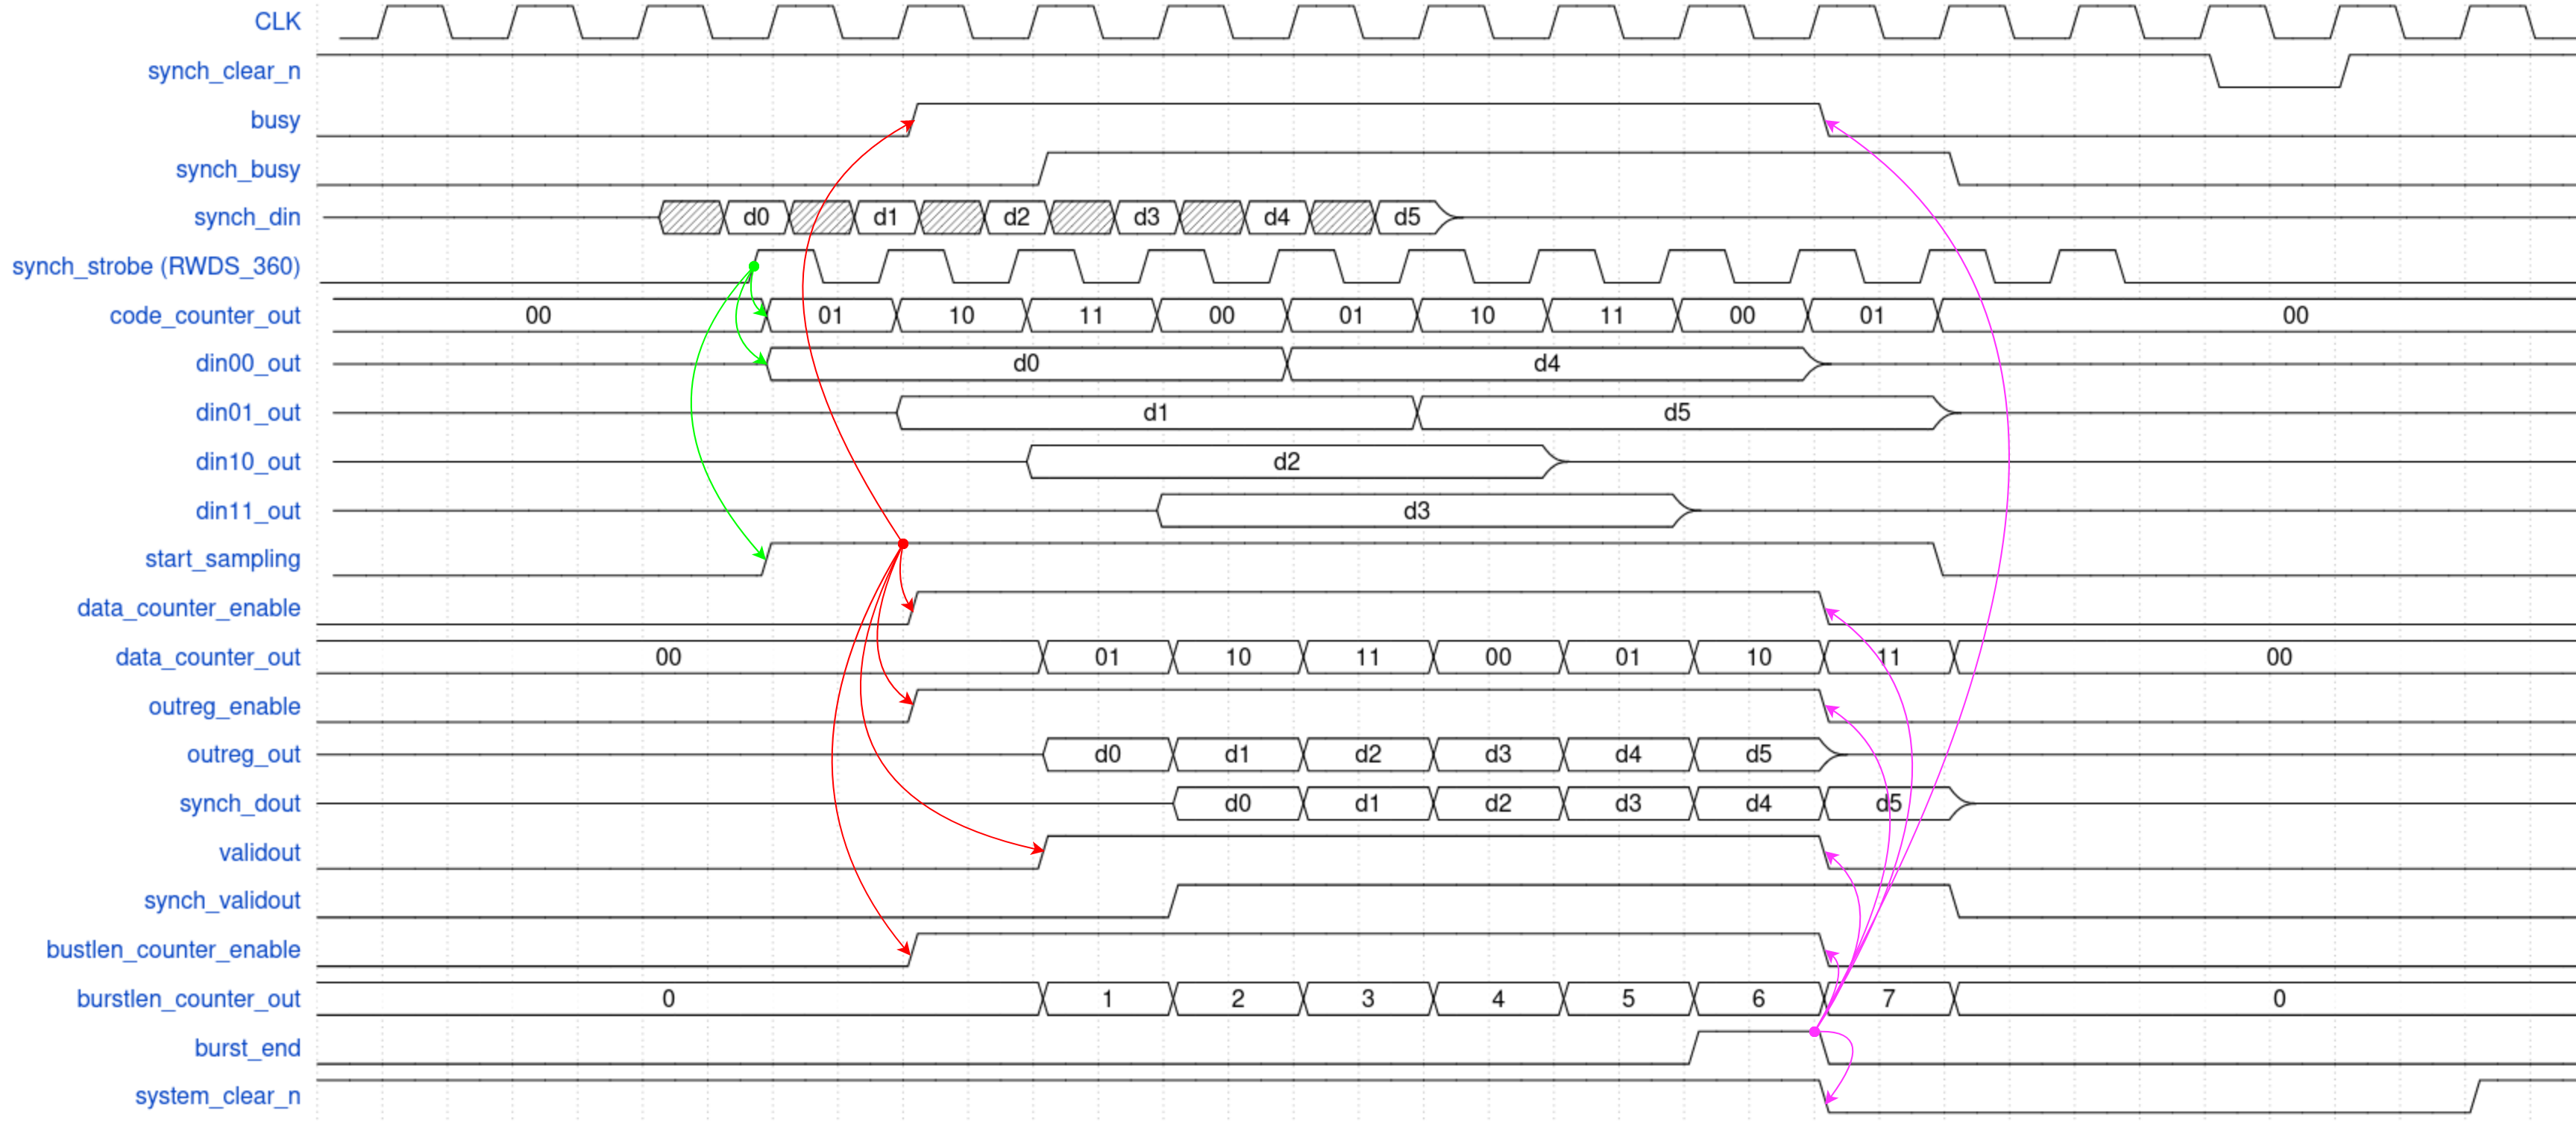 CLK
synch_clear_n
busy
synch_busy
synch_din d0 d1 d2 d3 d4 d5
synch_strobe (RWDS_360)
code_counter_out 00 01 10 11 00 01 10 11 00 01 00
din00_out d0 d4
din01_out d1 d5
din10_out d2
din11_out d3
start_sampling
data_counter_enable
data_counter_out 00 01 10 11 00 01 10 11 00
outreg_enable
outreg_out d0 d1 d2 d3 d4 d5
synch_dout d0 d1 d2 d3 d4 d5
validout
synch_validout
bustlen_counter_enable
burstlen_counter_out 0 1 2 3 4 5 6 7 0
burst_end
system_clear_n